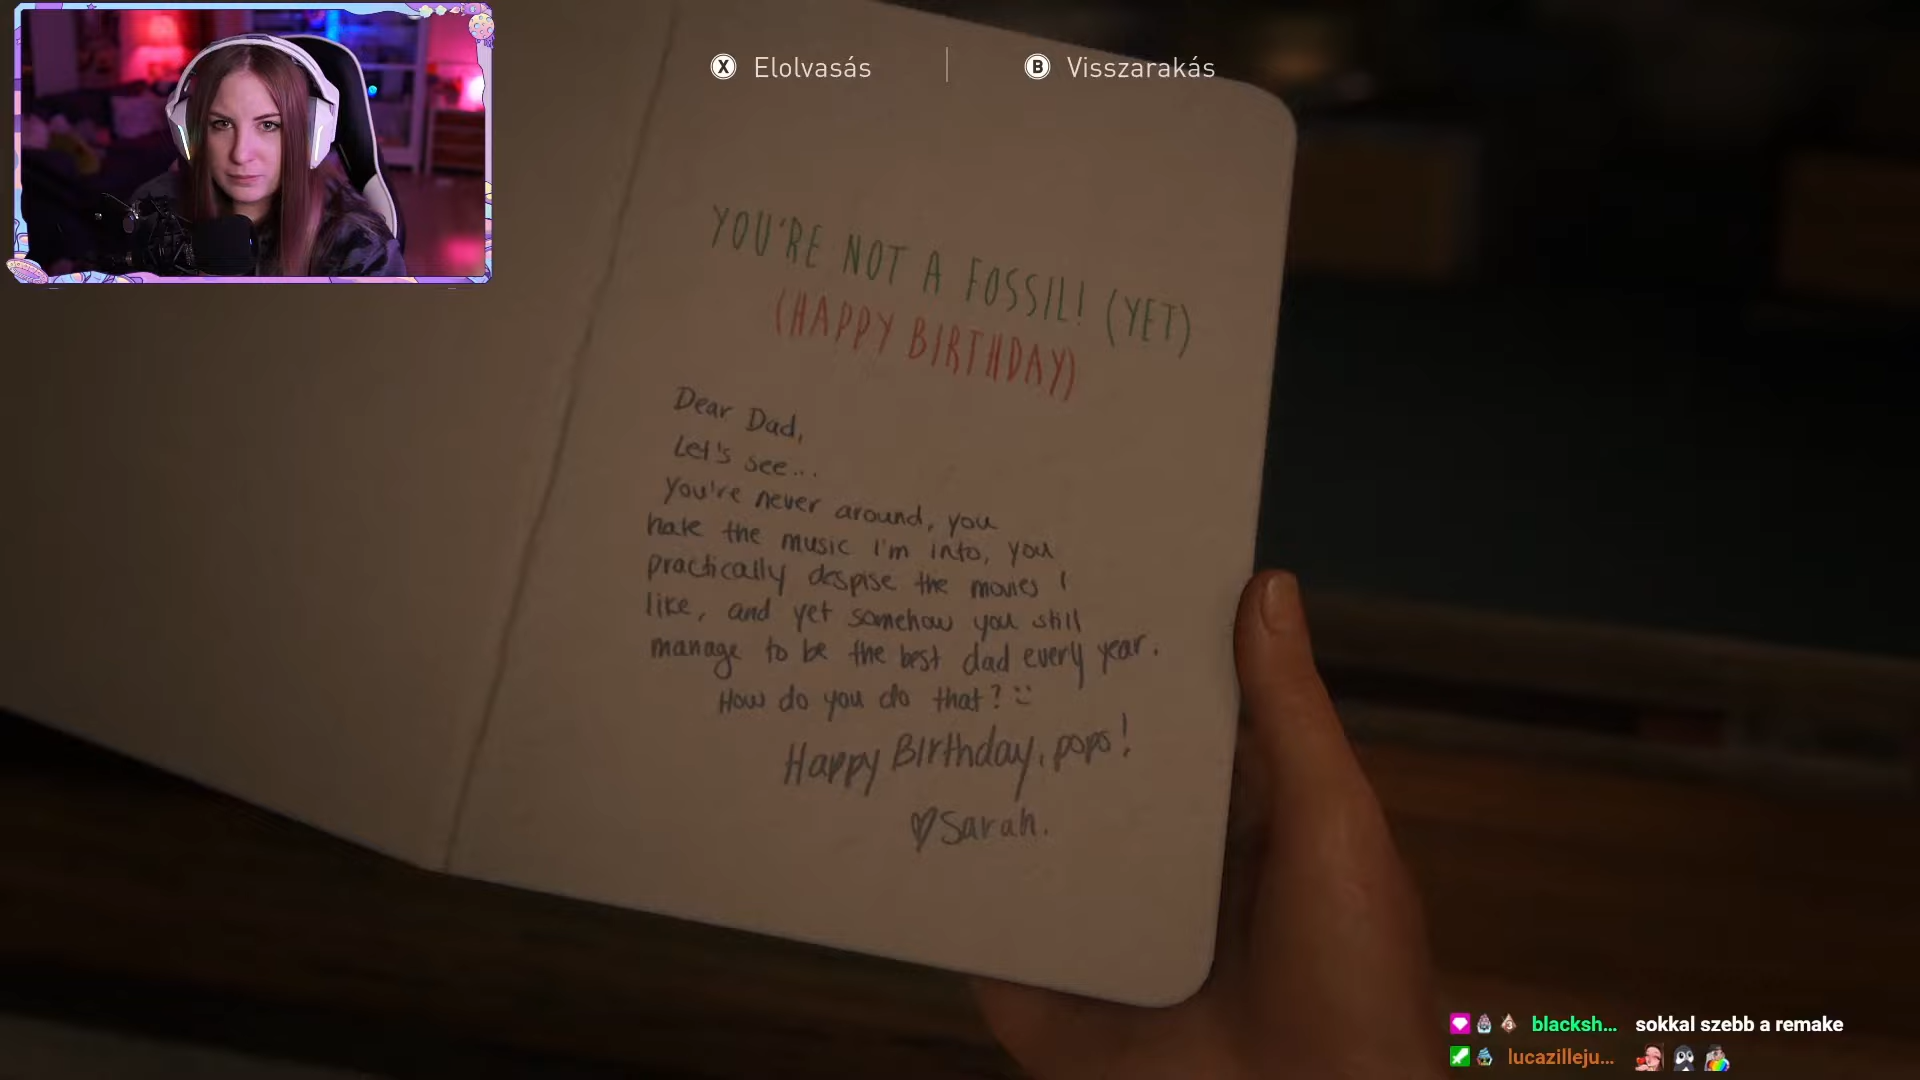 X Elolvasás
B Visszarakás
YOU'RE NOT A FOSSIL! (YET)
(HAPPY BIRTHDAY)
Dear Dad,
Let's see...
You're never around, you
hate the music I'm into, you
practically despise the movies I
like, and yet somehow you still
manage to be the best dad every year.
How do you do that? :)
Happy Birthday, pops!
♡Sarah.
blacksh... sokkal szebb a remake
lucazilleju...